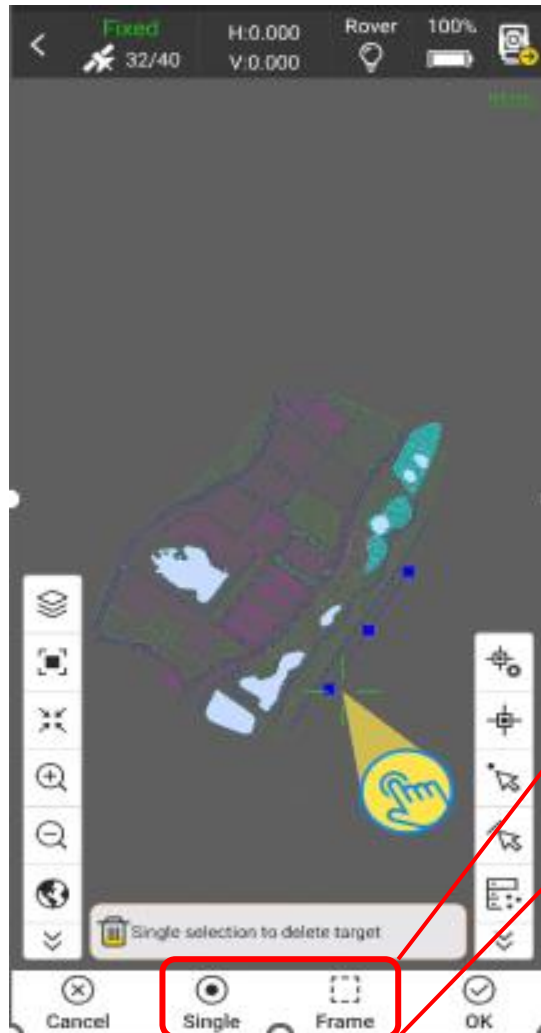 Fixed H:0.000 Rover 100%
32/40 V:0.000
Single selection to delete target
Cancel Single Frame OK